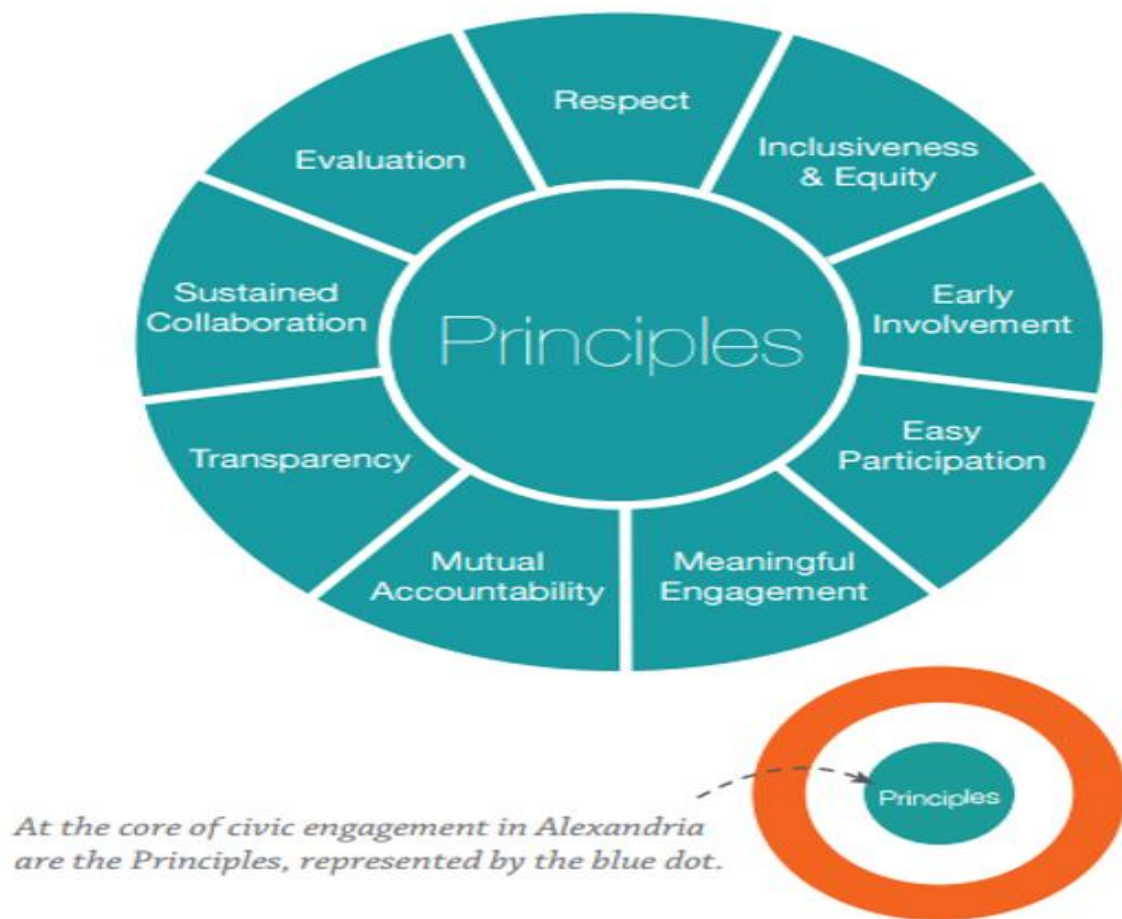 Respect
Inclusiveness
& Equity
Early
Involvement
Easy
Participation
Meaningful
Engagement
Mutual
Accountability
Transparency
Sustained
Collaboration
Evaluation
Principles
Principles
At the core of civic engagement in Alexandria
are the Principles, represented by the blue dot.